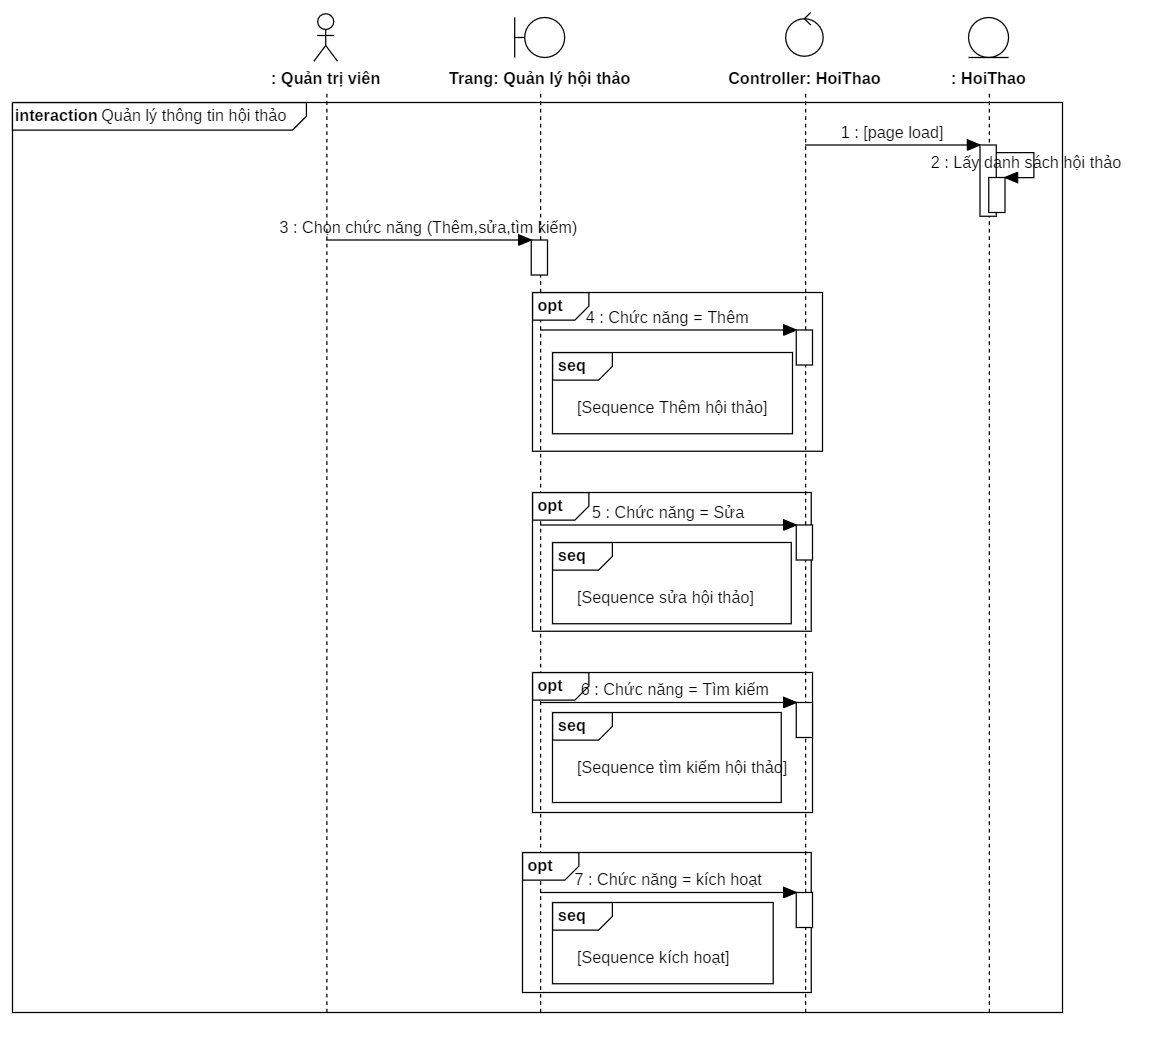 : Quản trị viên
Trang: Quản lý hội thảo
Controller: HoiThao
: HoiThao
interaction Quản lý thông tin hội thảo
1 : [page load]
2 : Lấy danh sách hội thảo
3 : Chọn chức năng (Thêm,sửa,tìm kiếm)
opt
4 : Chức năng = Thêm
seq
[Sequence Thêm hội thảo]
opt
5 : Chức năng = Sửa
seq
[Sequence sửa hội thảo]
opt
6 : Chức năng = Tìm kiếm
seq
[Sequence tìm kiếm hội thảo]
opt
7 : Chức năng = kích hoạt
seq
[Sequence kích hoạt]